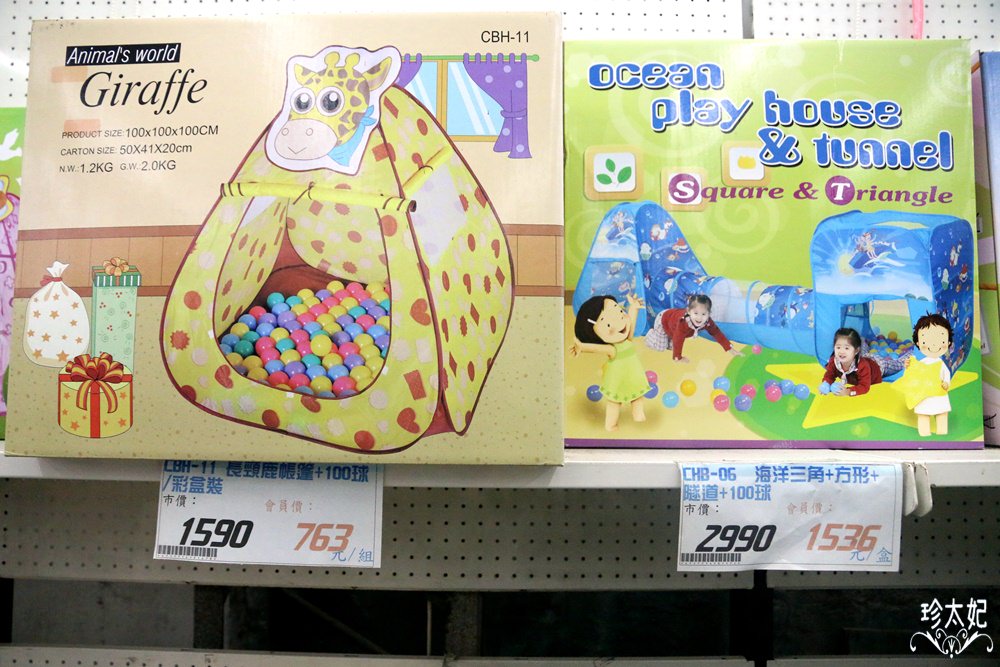 CBH-11
Animal's world
Giraffe
PRODUCT SIZE: 100x100x100CM
CARTON SIZE: 50X41X20cm
N.W.: 1.2KG G.W.: 2.0KG
ocean
play house
& tunnel
Square & Triangle
CBH-11 長頸鹿帳篷+100球
/彩盒裝
市價：
會員價：
1590
763
元/組
CHB-06 海洋三角+方形+
隧道+100球
市價：
會員價：
2990
1536
元/盒
珍太妃